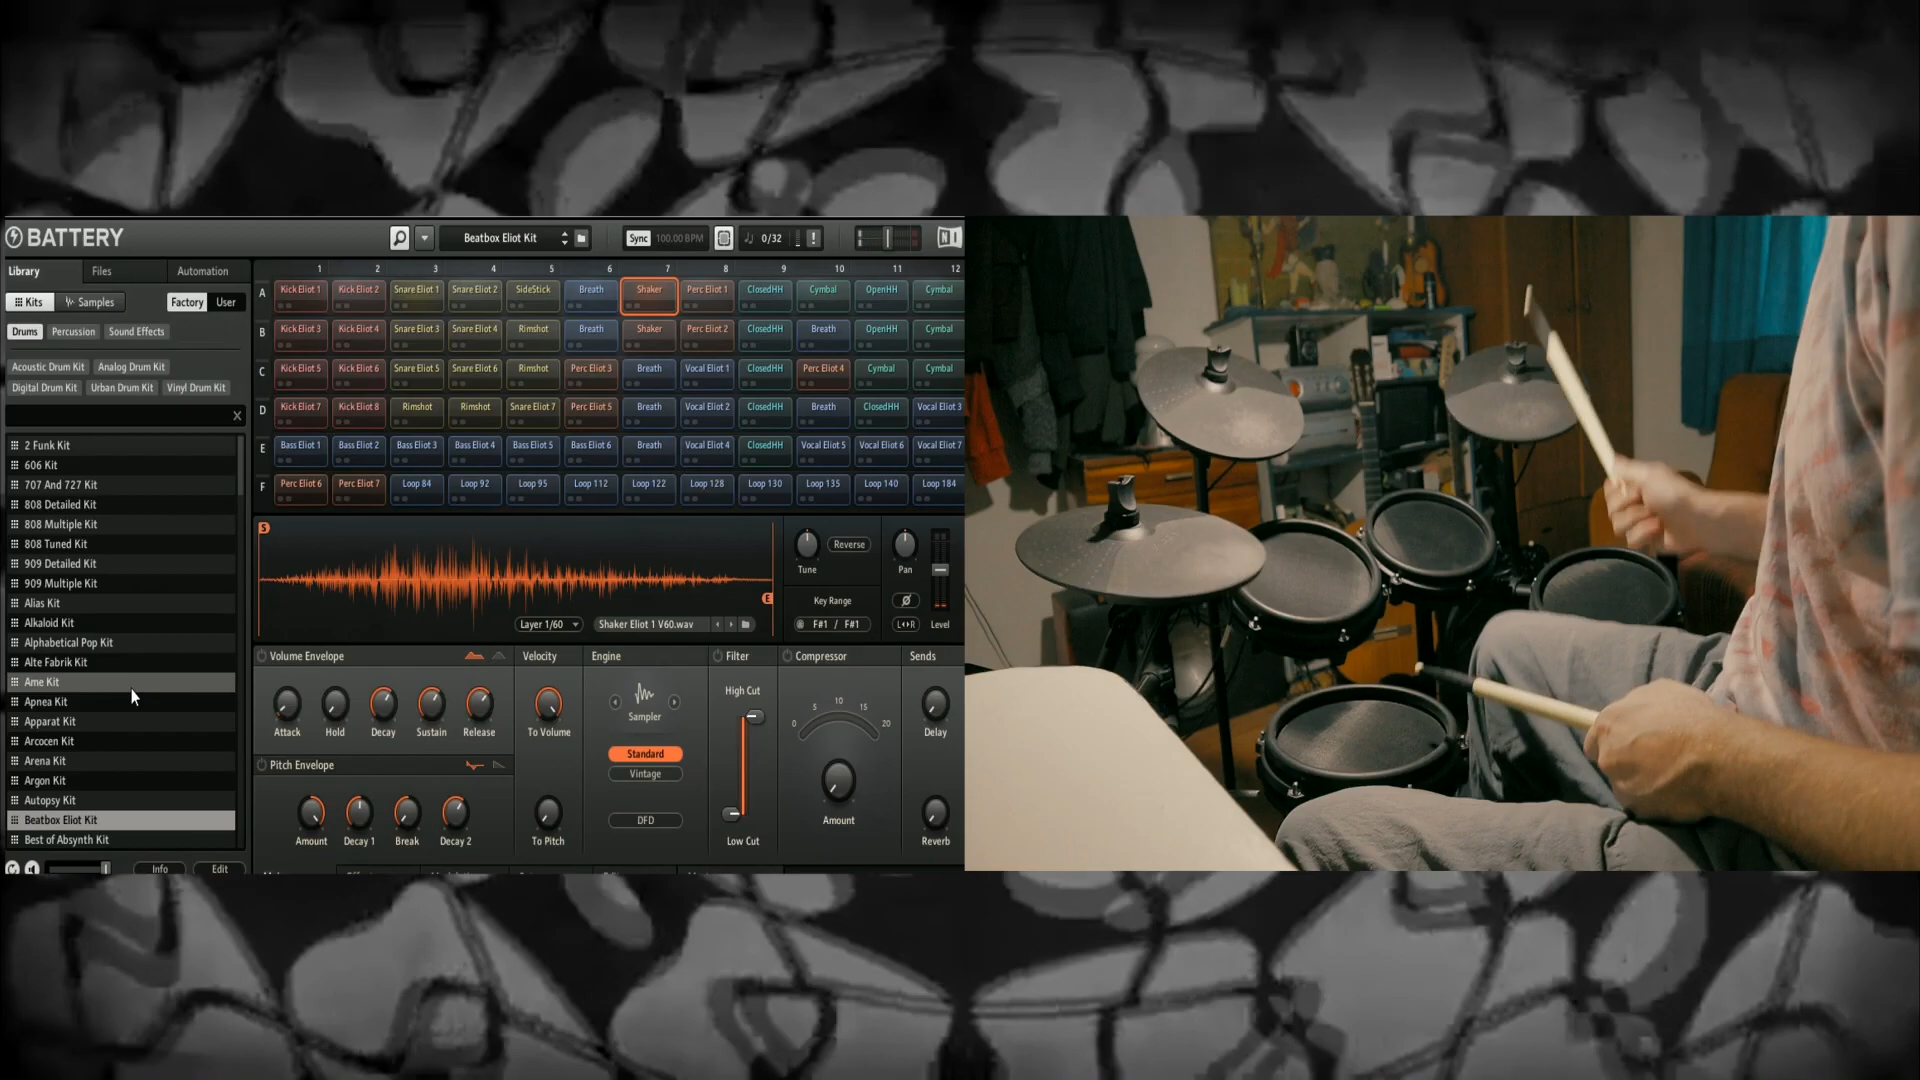 BATTERY
Beatbox Eliot Kit
Sync 100.00 BPM
0/32
!
NI
Library Files Automation
Kits Samples Factory User
Drums Percussion Sound Effects
Acoustic Drum Kit Analog Drum Kit
Digital Drum Kit Urban Drum Kit Vinyl Drum Kit
2 Funk Kit
606 Kit
707 And 727 Kit
808 Detailed Kit
808 Multiple Kit
808 Tuned Kit
909 Detailed Kit
909 Multiple Kit
Alias Kit
Alkaloid Kit
Alphabetical Pop Kit
Alte Fabrik Kit
Ame Kit
Apnea Kit
Apparat Kit
Arcocen Kit
Arena Kit
Argon Kit
Autopsy Kit
Beatbox Eliot Kit
Best of Absynth Kit
Info Edit
1 2 3 4 5 6 7 8 9 10 11 12
A Kick Eliot 1 Kick Eliot 2 Snare Eliot 1 Snare Eliot 2 SideStick Breath Shaker Perc Eliot 1 ClosedHH Cymbal OpenHH Cymbal
B Kick Eliot 3 Kick Eliot 4 Snare Eliot 3 Snare Eliot 4 Rimshot Breath Shaker Perc Eliot 2 ClosedHH Breath OpenHH Cymbal
C Kick Eliot 5 Kick Eliot 6 Snare Eliot 5 Snare Eliot 6 Rimshot Perc Eliot 3 Breath Vocal Eliot 1 ClosedHH Perc Eliot 4 Cymbal Cymbal
D Kick Eliot 7 Kick Eliot 8 Rimshot Rimshot Snare Eliot 7 Perc Eliot 5 Breath Vocal Eliot 2 ClosedHH Breath ClosedHH Vocal Eliot 3
E Bass Eliot 1 Bass Eliot 2 Bass Eliot 3 Bass Eliot 4 Bass Eliot 5 Bass Eliot 6 Breath Vocal Eliot 4 ClosedHH Vocal Eliot 5 Vocal Eliot 6 Vocal Eliot 7
F Perc Eliot 6 Perc Eliot 7 Loop 84 Loop 92 Loop 95 Loop 112 Loop 122 Loop 128 Loop 130 Loop 135 Loop 140 Loop 184
S
E
Layer 1/60 Shaker Eliot 1 V60.wav
Reverse
Tune Pan
Key Range
F#1 / F#1 L◂▸R Level
Volume Envelope Velocity Engine Filter Compressor Sends
Attack Hold Decay Sustain Release To Volume
Sampler
Standard
Vintage
DFD
High Cut
Low Cut
0 5 10 15 20
Amount
Delay
Reverb
Pitch Envelope
Amount Decay 1 Break Decay 2 To Pitch